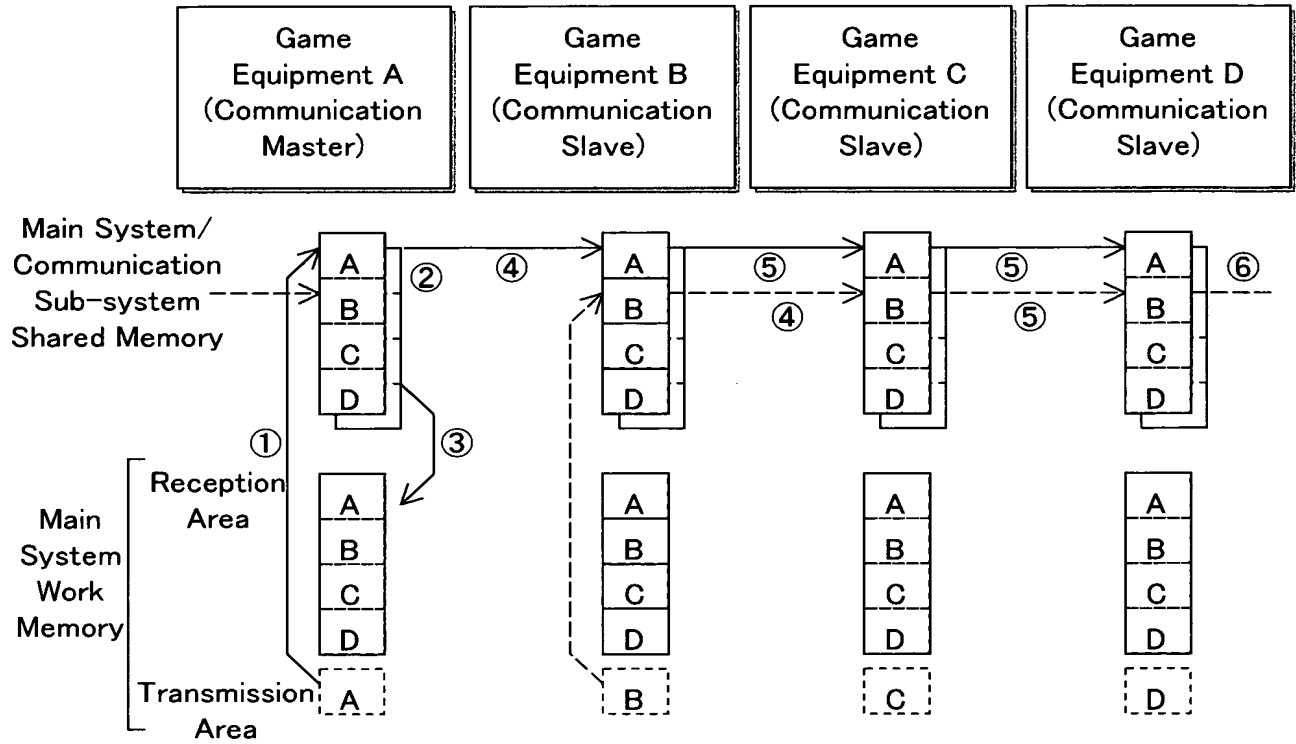 Game
Equipment A
(Communication
Master)
Game
Equipment B
(Communication
Slave)
Game
Equipment C
(Communication
Slave)
Game
Equipment D
(Communication
Slave)
Main System/
Communication
Sub-system
Shared Memory
A
B
C
D
②
④
A
B
C
D
⑤
④
A
B
C
D
⑤
⑤
A
B
C
D
⑥
①
③
Main
System
Work
Memory
Reception
Area
A
B
C
D
A
B
C
D
A
B
C
D
A
B
C
D
Transmission
Area
A
B
C
D